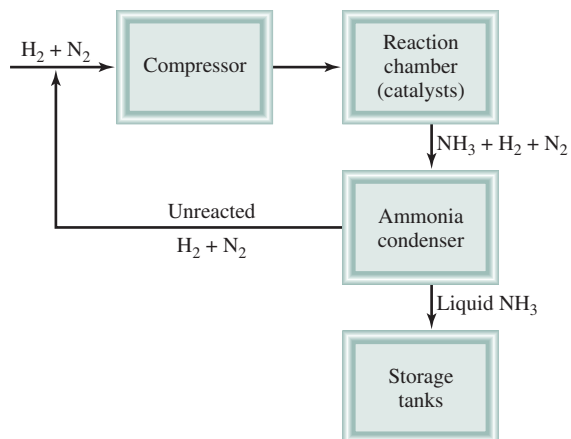 H₂ + N₂
Compressor
Reaction
chamber
(catalysts)
NH₃ + H₂ + N₂
Unreacted
H₂ + N₂
Ammonia
condenser
Liquid NH₃
Storage
tanks